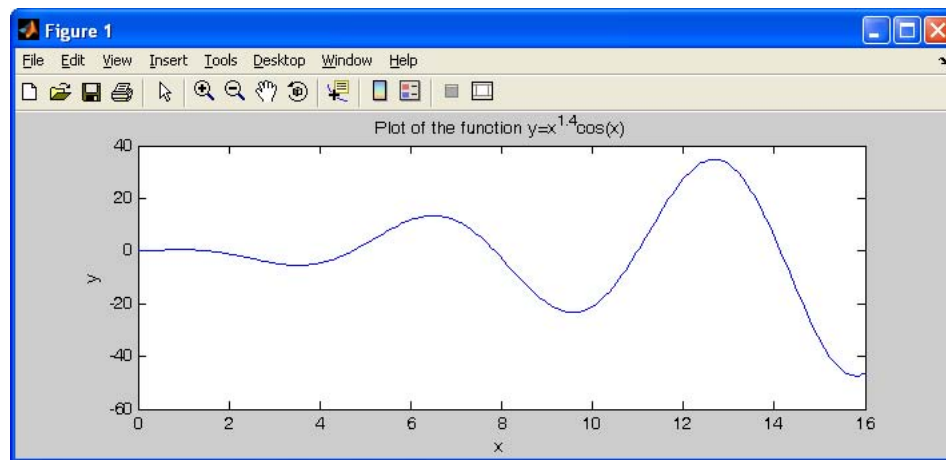 Figure 1
File Edit View Insert Tools Desktop Window Help
Plot of the function y=x^1.4cos(x)
40
20
0
-20
-40
-60
y
0 2 4 6 8 10 12 14 16
x